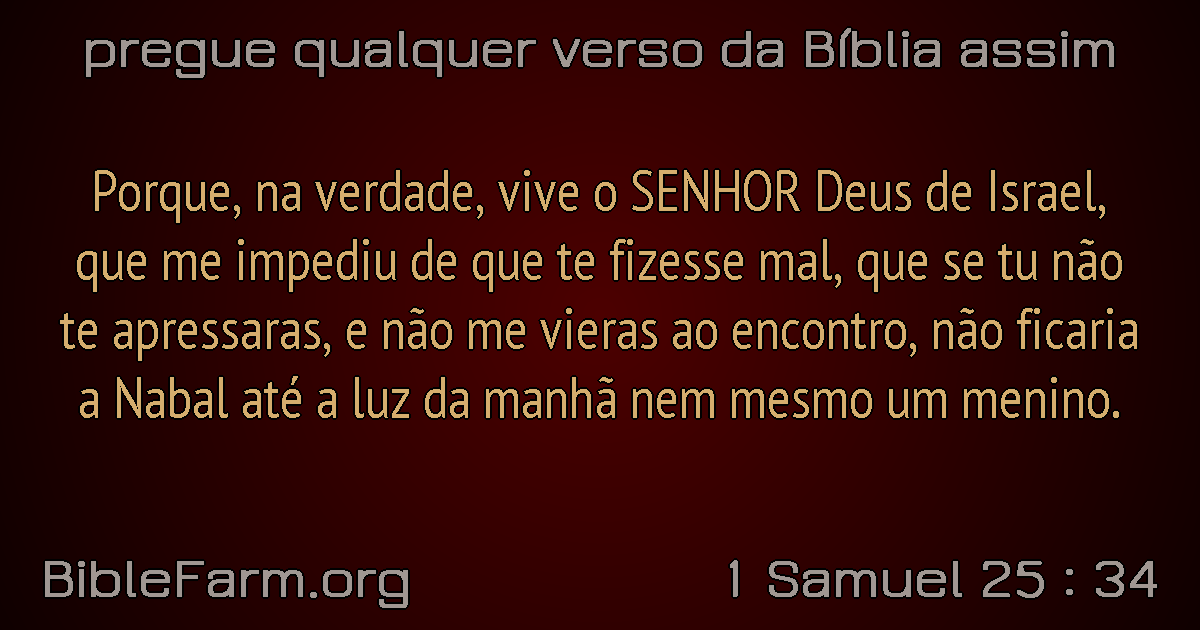 pregue qualquer verso da Bíblia assim
Porque, na verdade, vive o SENHOR Deus de Israel,
que me impediu de que te fizesse mal, que se tu não
te apressaras, e não me vieras ao encontro, não ficaria
a Nabal até a luz da manhã nem mesmo um menino.
BibleFarm.org
1 Samuel 25 : 34